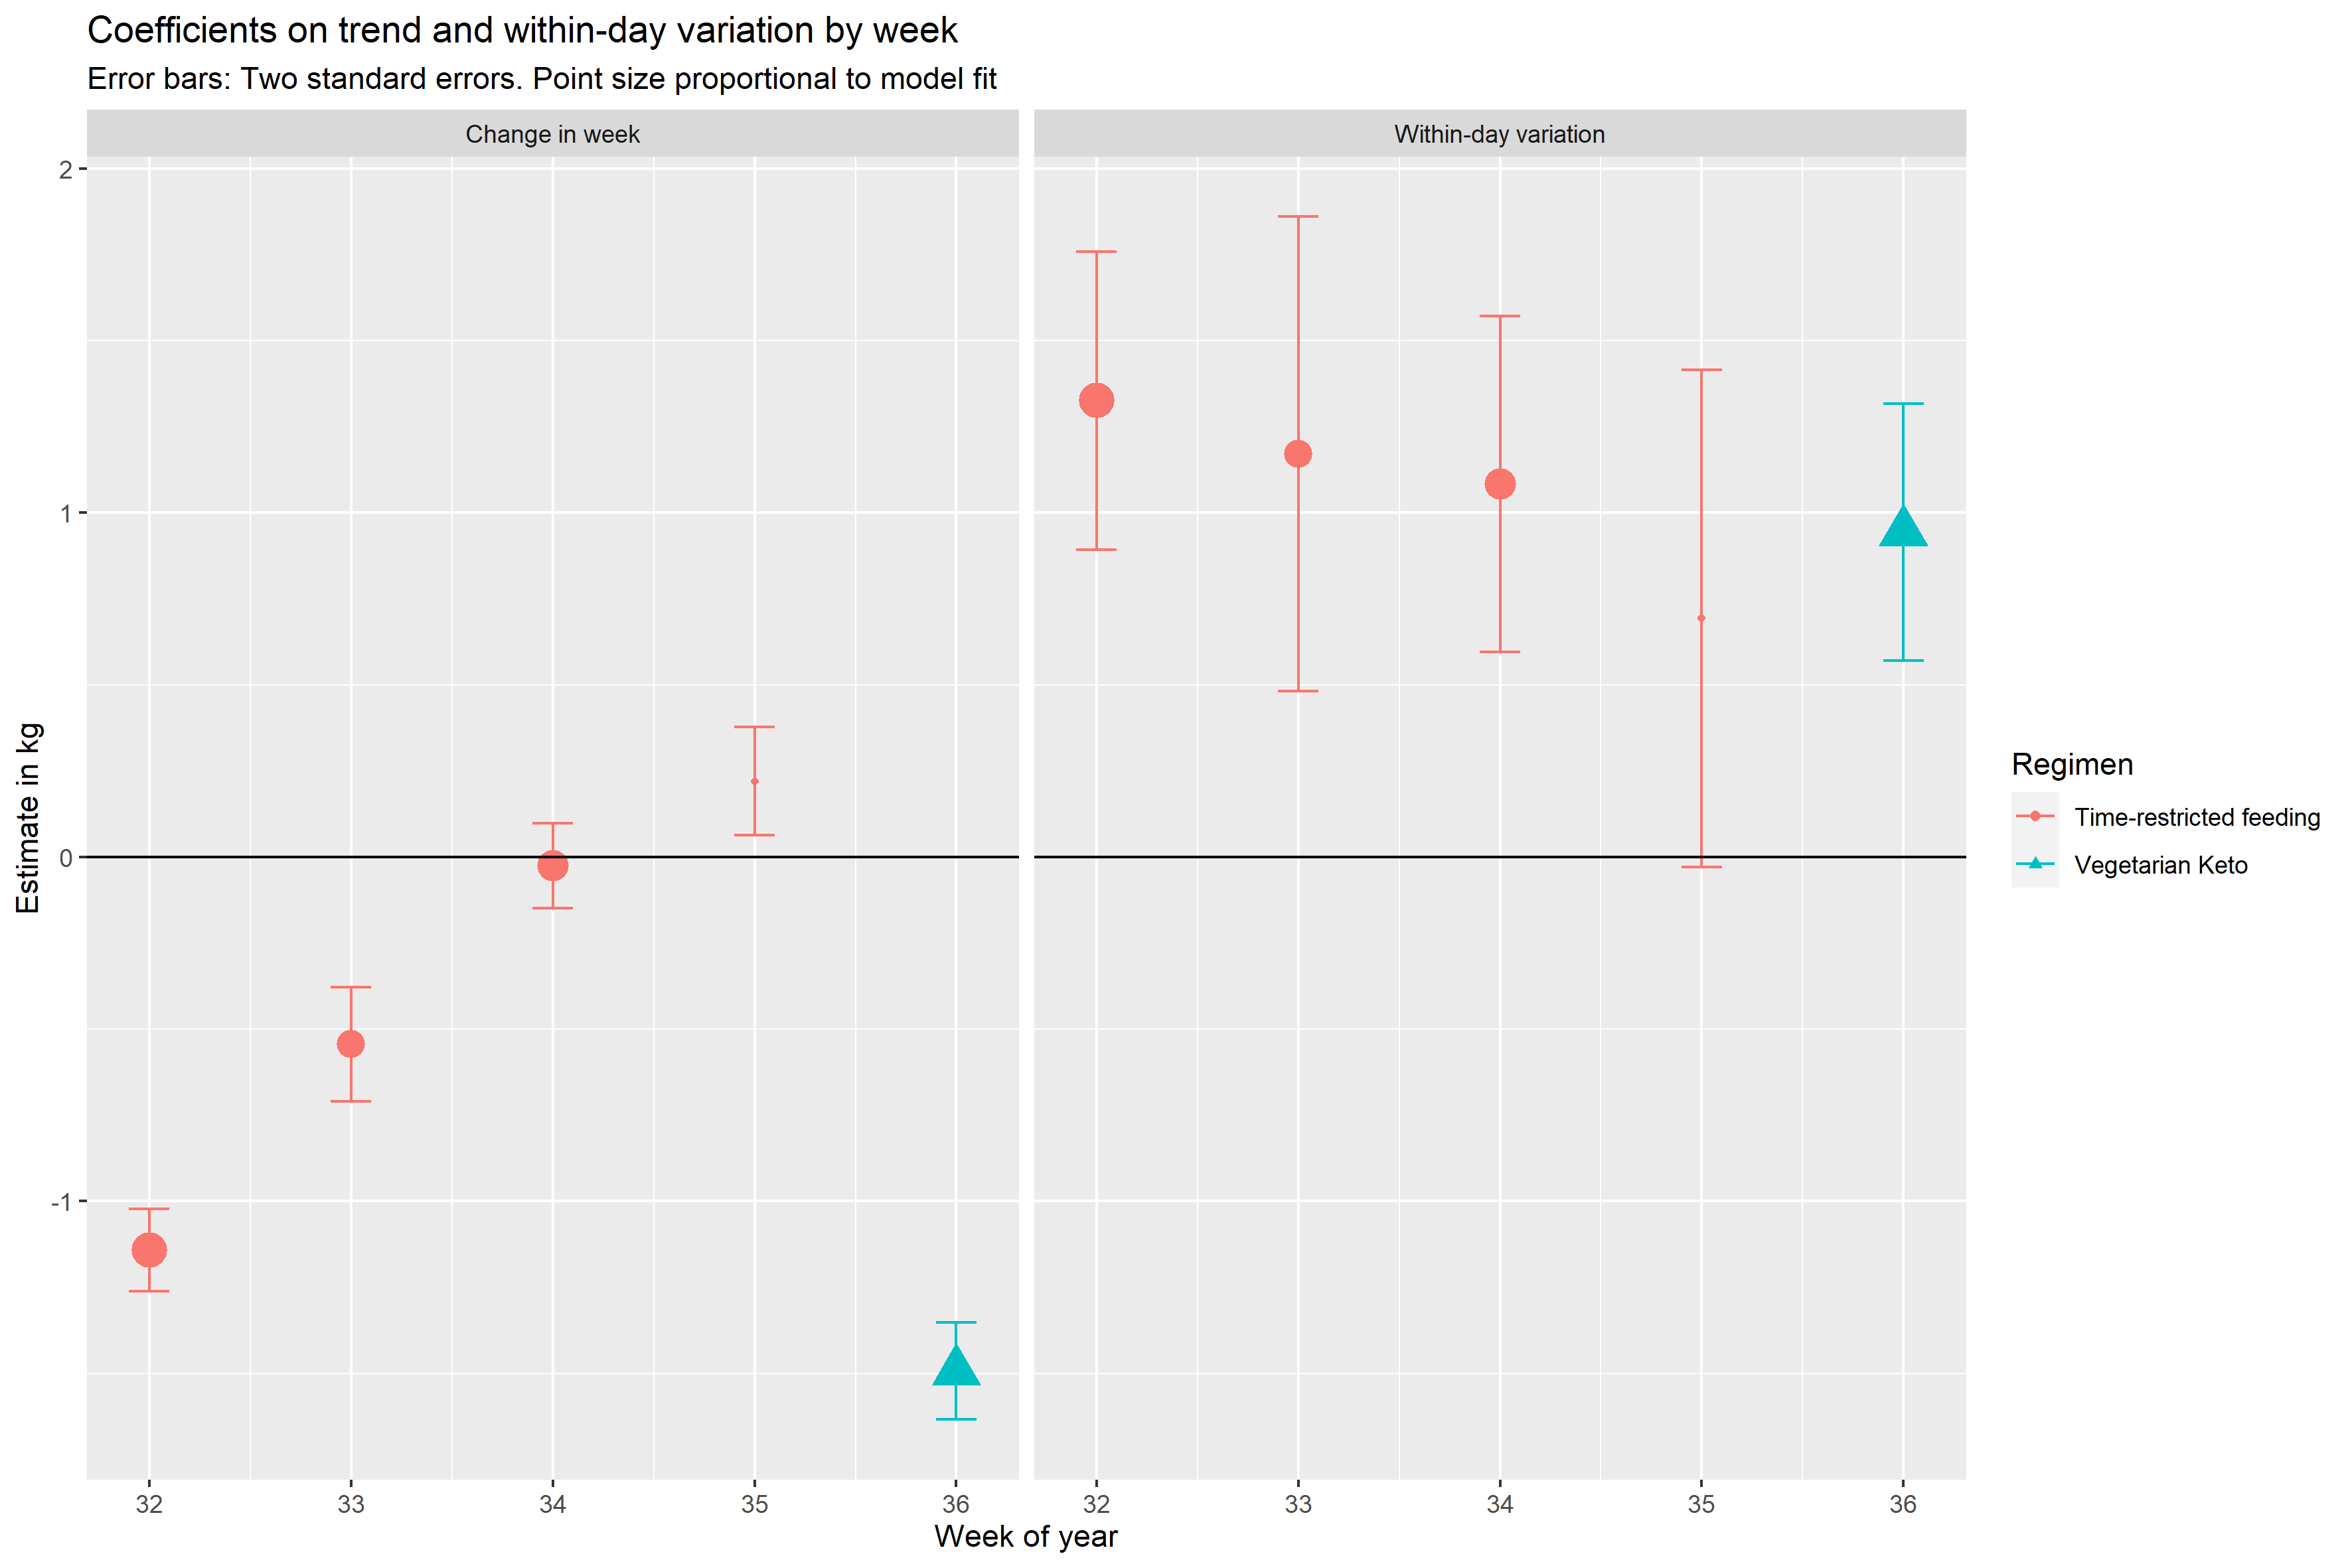 Coefficients on trend and within-day variation by week
Error bars: Two standard errors. Point size proportional to model fit
Change in week
Within-day variation
Estimate in kg
2
1
0
-1
32 33 34 35 36
32 33 34 35 36
Week of year
Regimen
Time-restricted feeding
Vegetarian Keto